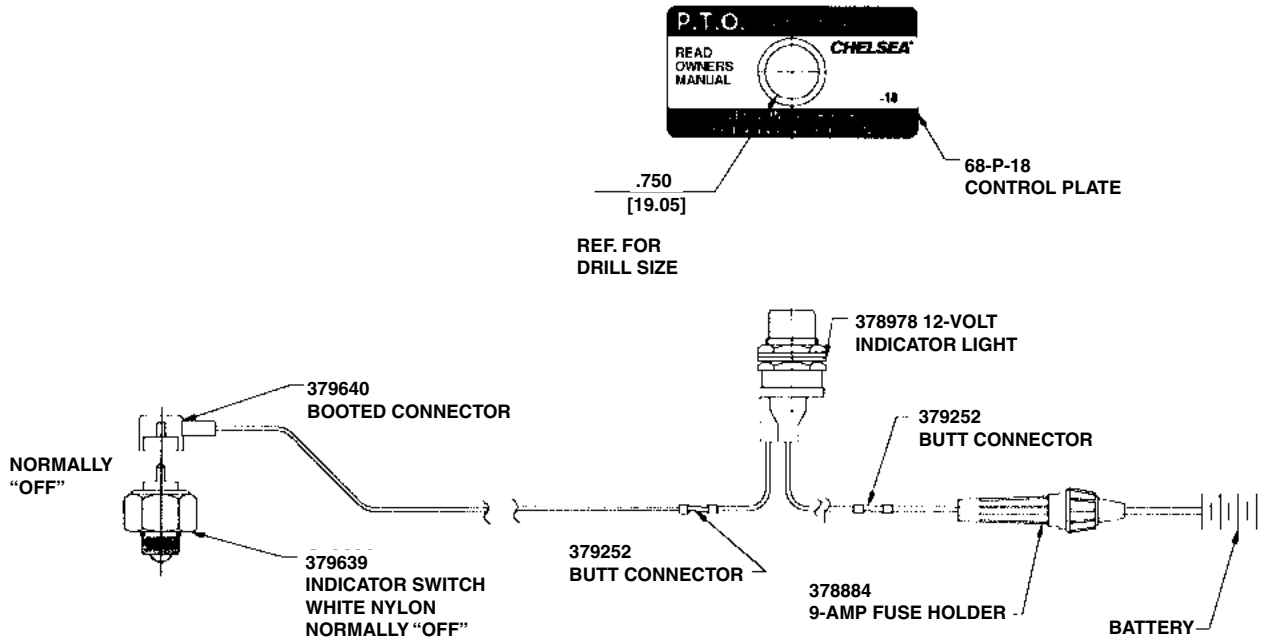 P.T.O.
READ
OWNERS
MANUAL
CHELSEA
-18
68-P-18
CONTROL PLATE
.750
[19.05]
REF. FOR
DRILL SIZE
378978 12-VOLT
INDICATOR LIGHT
379640
BOOTED CONNECTOR
379252
BUTT CONNECTOR
NORMALLY
“OFF”
379252
BUTT CONNECTOR
379639
INDICATOR SWITCH
WHITE NYLON
NORMALLY “OFF”
378884
9-AMP FUSE HOLDER
BATTERY